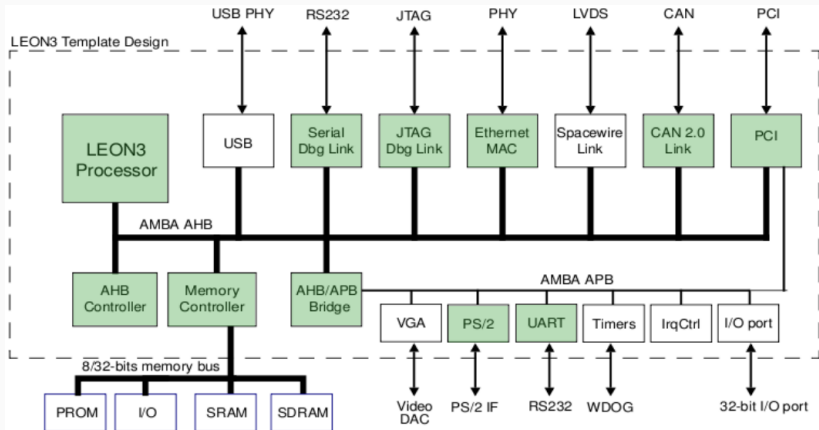 USB PHY
RS232
JTAG
PHY
LVDS
CAN
PCI
LEON3 Template Design
LEON3
Processor
USB
Serial
Dbg Link
JTAG
Dbg Link
Ethernet
MAC
Spacewire
Link
CAN 2.0
Link
PCI
AMBA AHB
AHB
Controller
Memory
Controller
AHB/APB
Bridge
AMBA APB
VGA
PS/2
UART
Timers
IrqCtrl
I/O port
8/32-bits memory bus
PROM
I/O
SRAM
SDRAM
Video
DAC
PS/2 IF
RS232
WDOG
32-bit I/O port